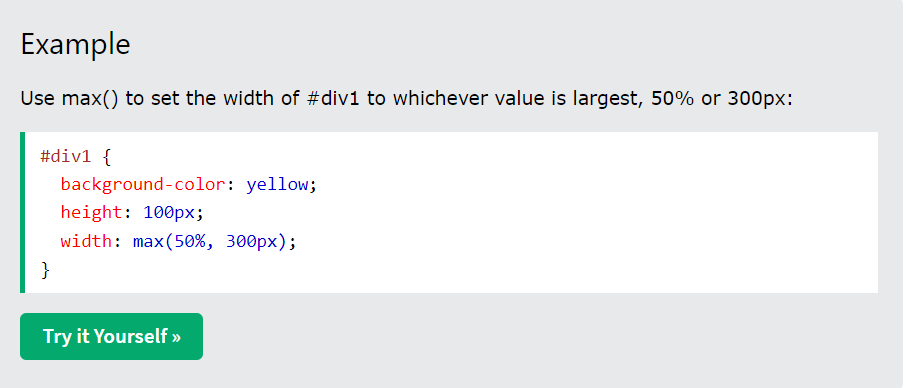 Example
Use max() to set the width of #div1 to whichever value is largest, 50% or 300px:
#div1 {
  background-color: yellow;
  height: 100px;
  width: max(50%, 300px);
}
Try it Yourself »